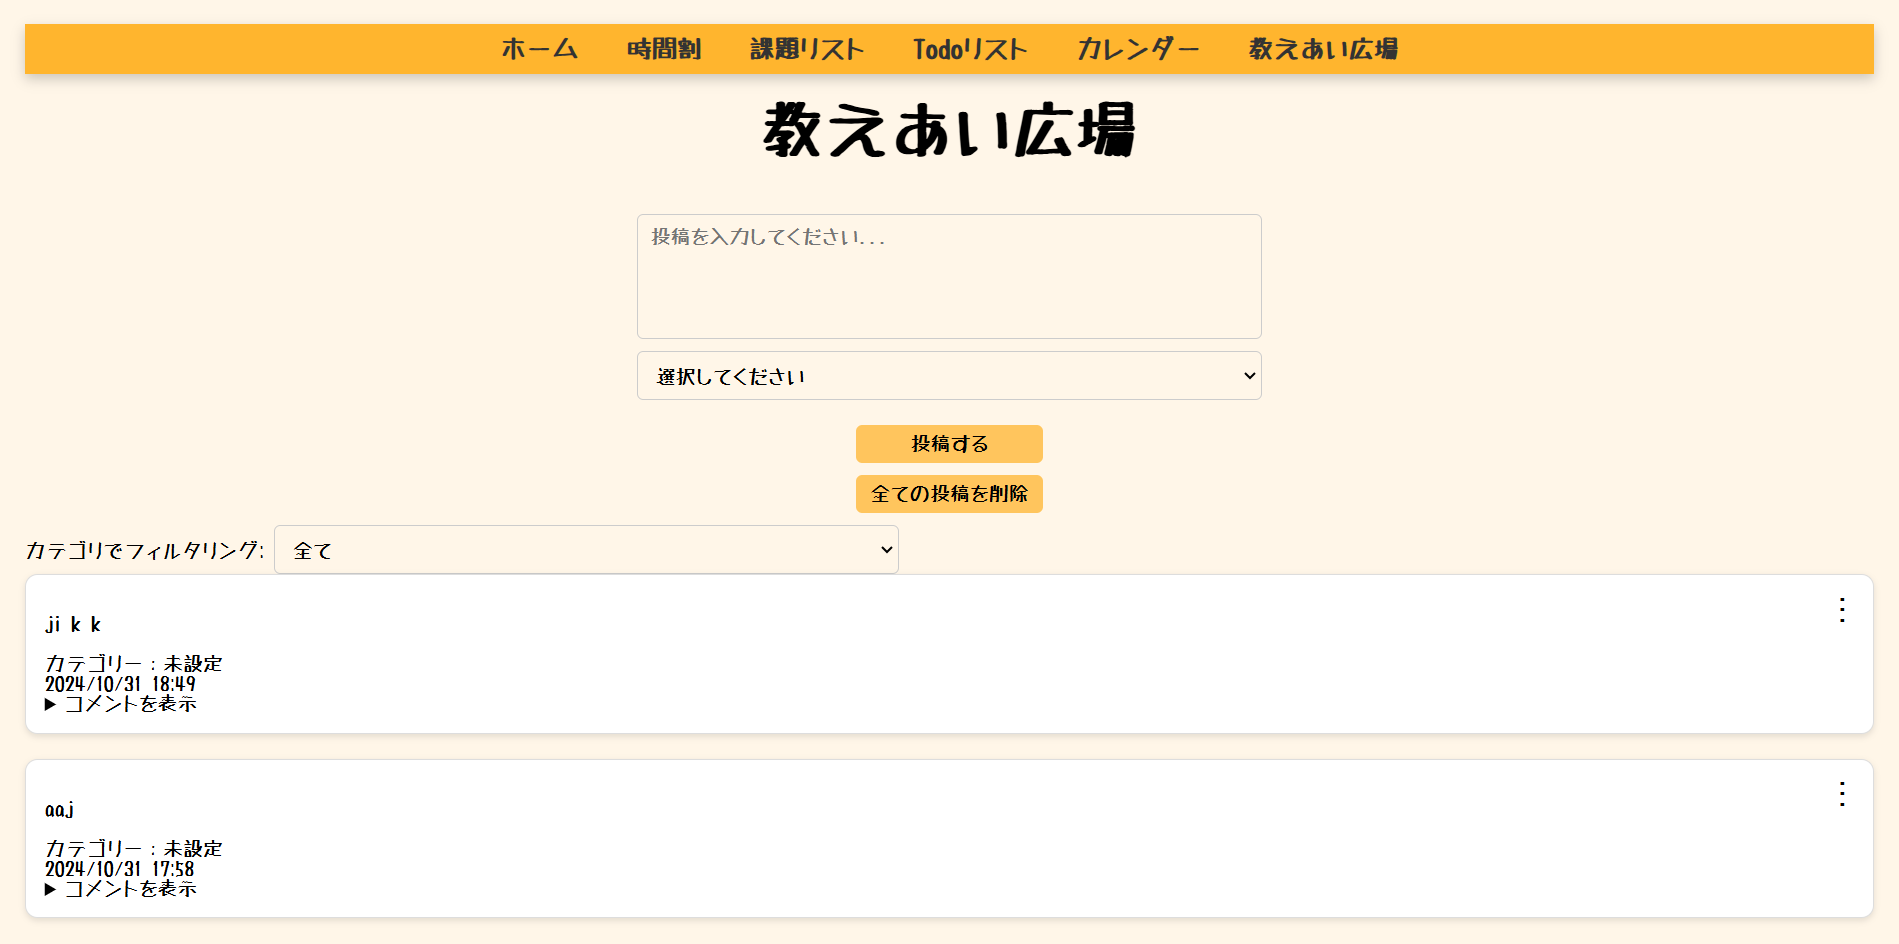 ホーム 時間割 課題リスト Todoリスト カレンダー 教えあい広場
教えあい広場
投稿を入力してください...
選択してください
投稿する
全ての投稿を削除
カテゴリでフィルタリング: 全て
ji k k
カテゴリー：未設定
2024/10/31 18:49
▶ コメントを表示
aaj
カテゴリー：未設定
2024/10/31 17:58
▶ コメントを表示